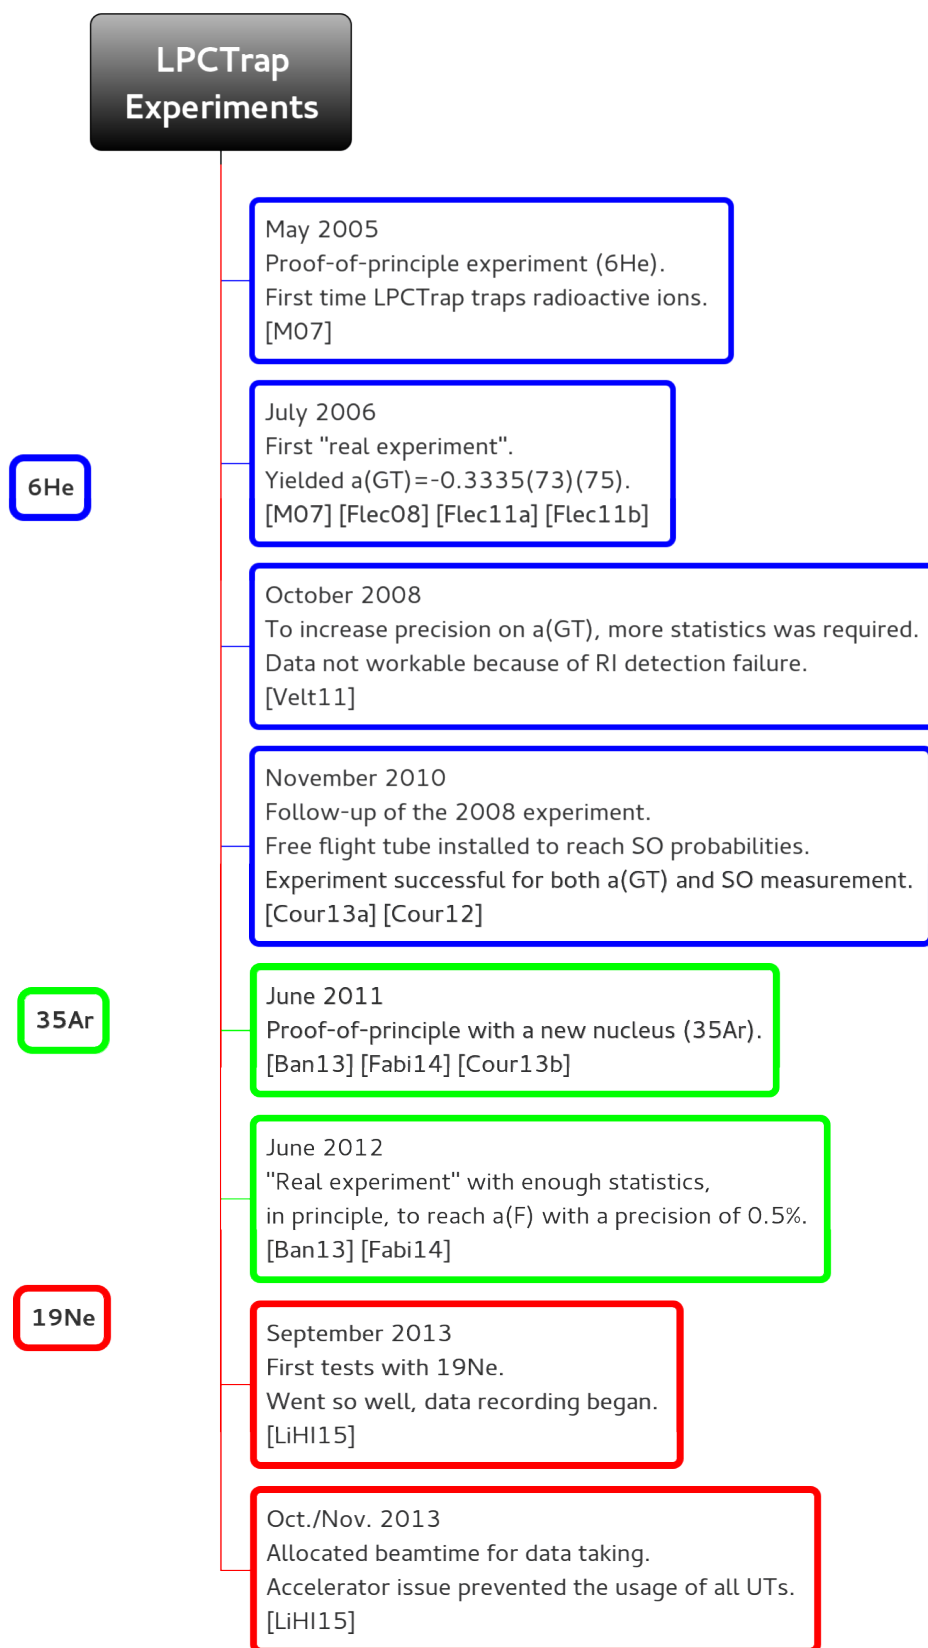 LPCTrap
Experiments
May 2005
Proof-of-principle experiment (6He).
First time LPCTrap traps radioactive ions.
[M07]
6He
July 2006
First "real experiment".
Yielded a(GT)=-0.3335(73)(75).
[M07] [Flec08] [Flec11a] [Flec11b]
October 2008
To increase precision on a(GT), more statistics was required.
Data not workable because of RI detection failure.
[Velt11]
November 2010
Follow-up of the 2008 experiment.
Free flight tube installed to reach SO probabilities.
Experiment successful for both a(GT) and SO measurement.
[Cour13a] [Cour12]
35Ar
June 2011
Proof-of-principle with a new nucleus (35Ar).
[Ban13] [Fabi14] [Cour13b]
June 2012
"Real experiment" with enough statistics,
in principle, to reach a(F) with a precision of 0.5%.
[Ban13] [Fabi14]
19Ne
September 2013
First tests with 19Ne.
Went so well, data recording began.
[LiHI15]
Oct./Nov. 2013
Allocated beamtime for data taking.
Accelerator issue prevented the usage of all UTs.
[LiHI15]